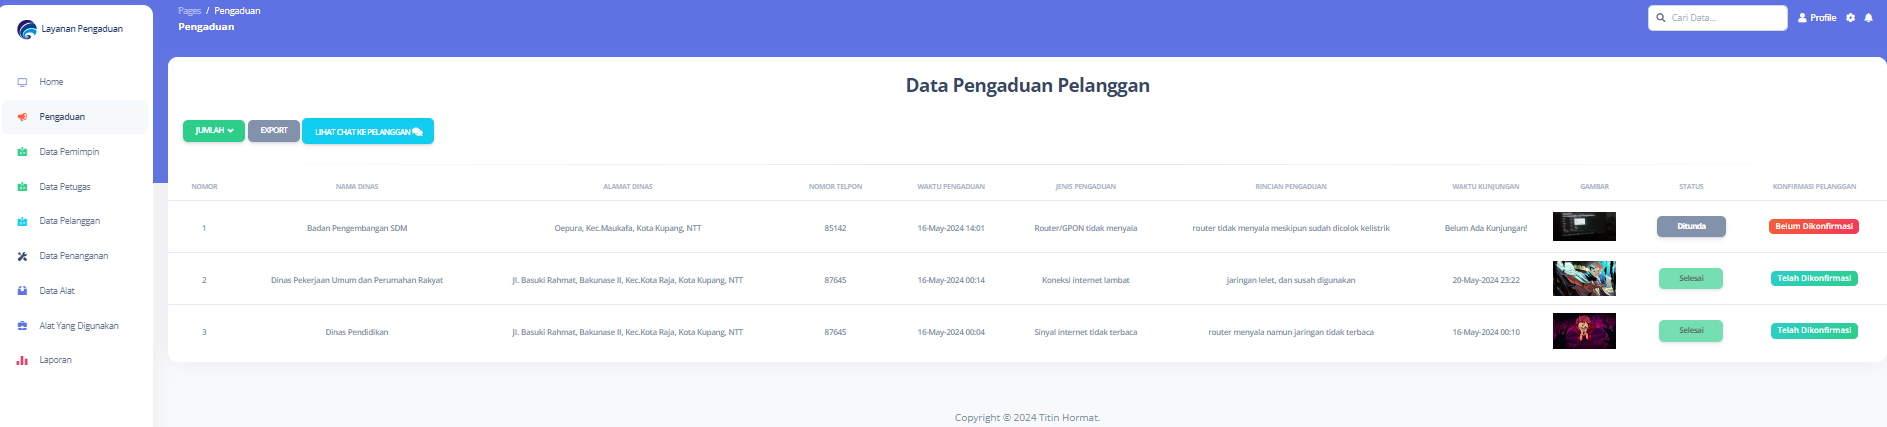 Layanan Pengaduan
Pages / Pengaduan
Pengaduan
Cari Data...
Profile
Home
Pengaduan
Data Pemimpin
Data Petugas
Data Pelanggan
Data Penanganan
Data Alat
Alat Yang Digunakan
Laporan
Data Pengaduan Pelanggan
JUMLAH EXPORT LIHAT CHAT KE PELANGGAN
NOMOR NAMA DINAS ALAMAT DINAS NOMOR TELPON WAKTU PENGADUAN JENIS PENGADUAN RINCIAN PENGADUAN WAKTU KUNJUNGAN GAMBAR STATUS KONFIRMASI PELANGGAN
1 Badan Pengembangan SDM Oepura, Kec.Maukafa, Kota Kupang, NTT 85142 16-May-2024 14:01 Router/GPON tidak menyala router tidak menyala meskipun sudah dicolok kelistrik Belum Ada Kunjungan! Ditunda Belum Dikonfirmasi
2 Dinas Pekerjaan Umum dan Perumahan Rakyat Jl. Basuki Rahmat, Bakunase II, Kec.Kota Raja, Kota Kupang, NTT 87645 16-May-2024 00:14 Koneksi internet lambat jaringan lelet, dan susah digunakan 20-May-2024 23:22 Selesai Telah Dikonfirmasi
3 Dinas Pendidikan Jl. Basuki Rahmat, Bakunase II, Kec.Kota Raja, Kota Kupang, NTT 87645 16-May-2024 00:04 Sinyal internet tidak terbaca router menyala namun jaringan tidak terbaca 16-May-2024 00:10 Selesai Telah Dikonfirmasi
Copyright © 2024 Titin Hormat.